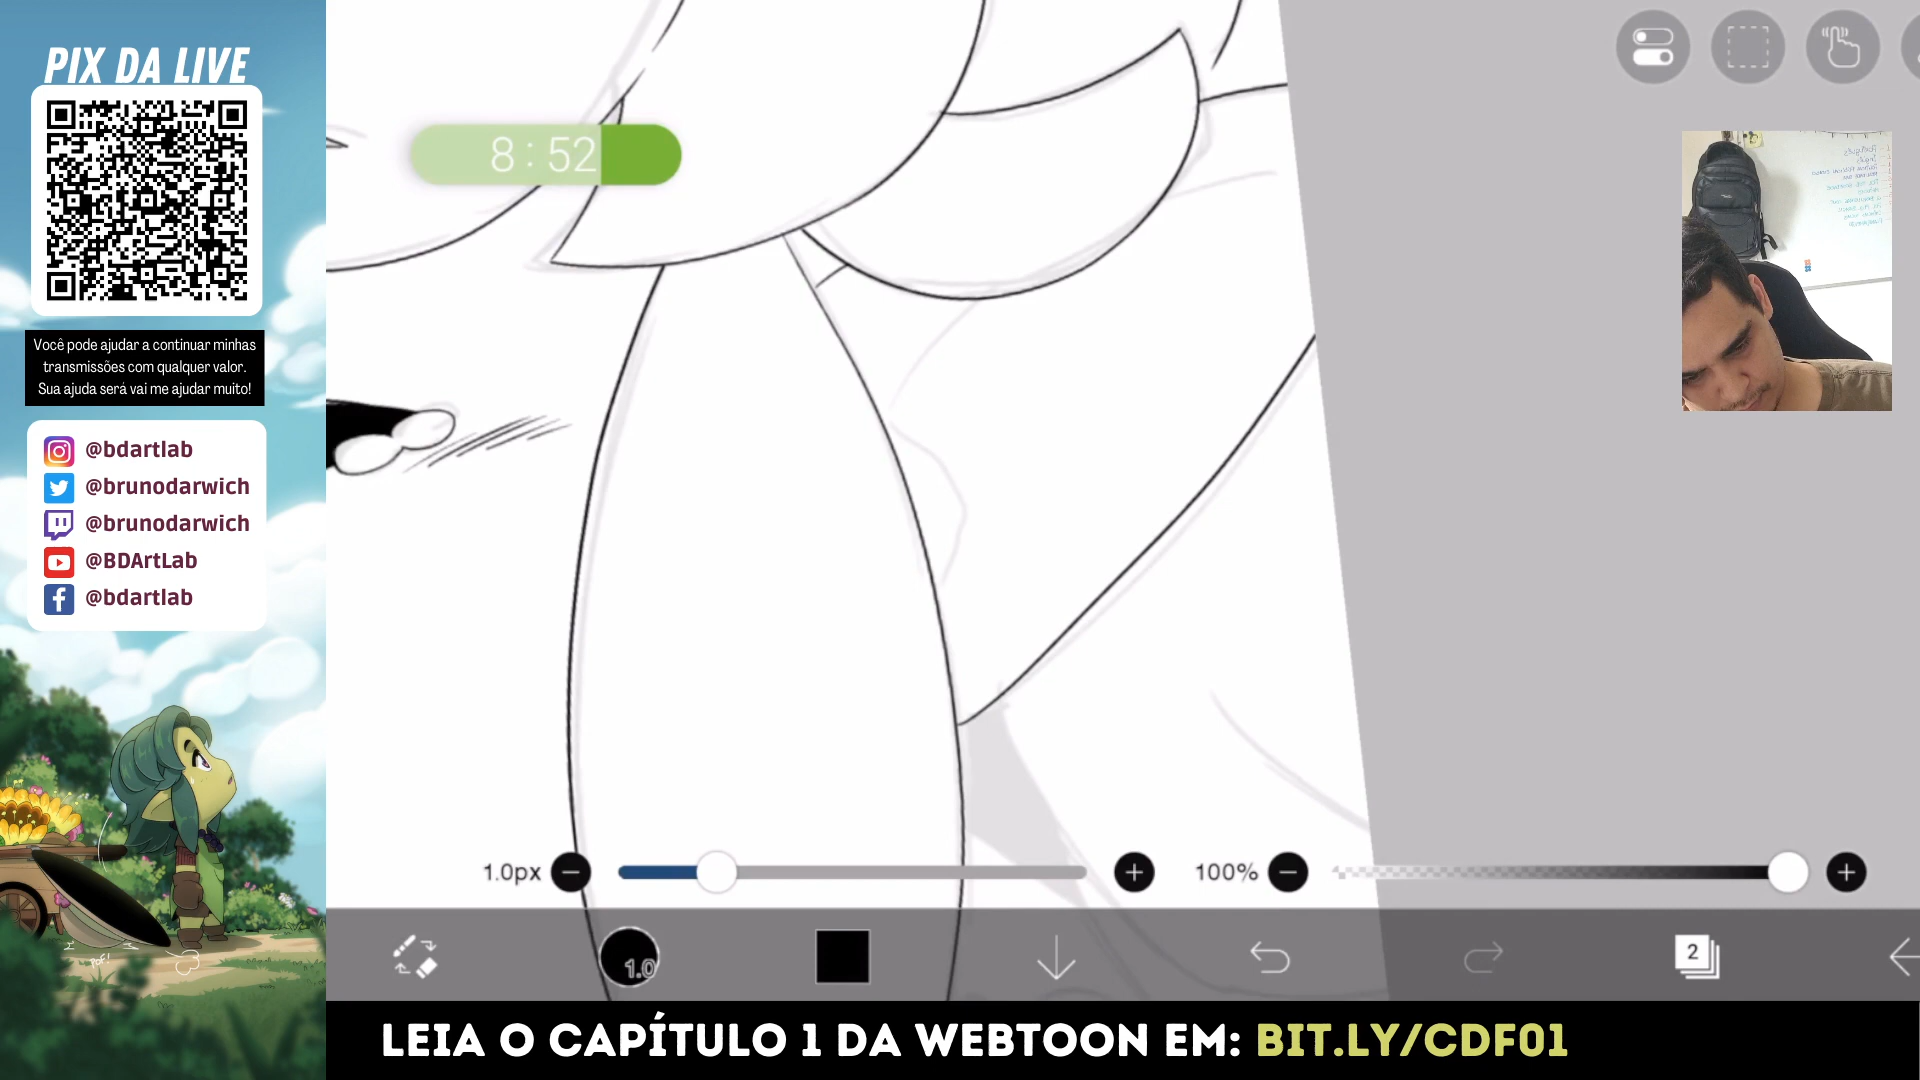 PIX DA LIVE
Você pode ajudar a continuar minhas
transmissões com qualquer valor.
Sua ajuda será vai me ajudar muito!
@bdartlab
@brunodarwich
@brunodarwich
@BDArtLab
@bdartlab
POF!
8:52
1.0px
100%
1.0
2
LEIA O CAPÍTULO 1 DA WEBTOON EM: BIT.LY/CDF01